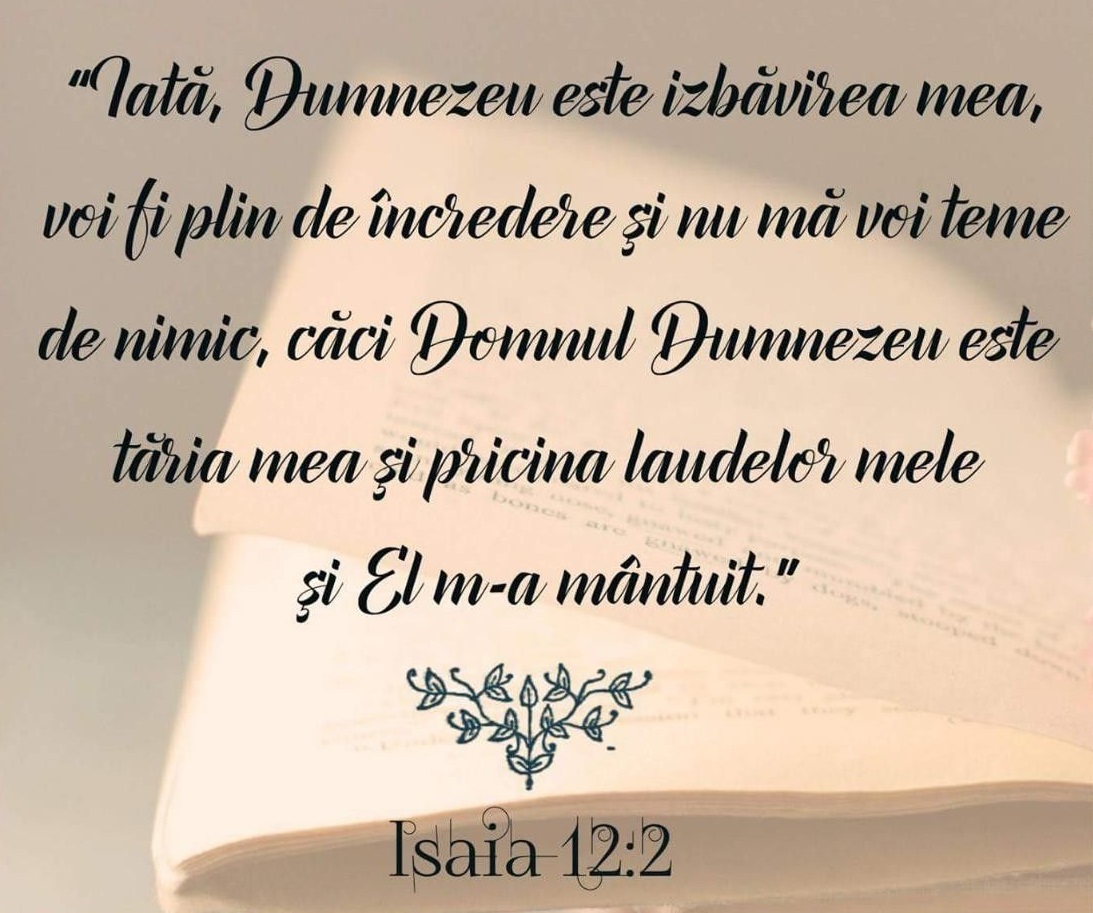 “Iată, Dumnezeu este izbăvirea mea,
voi fi plin de încredere şi nu mă voi teme
de nimic, căci Domnul Dumnezeu este
tăria mea şi pricina laudelor mele
şi El m-a mântuit."
Isaia 12:2